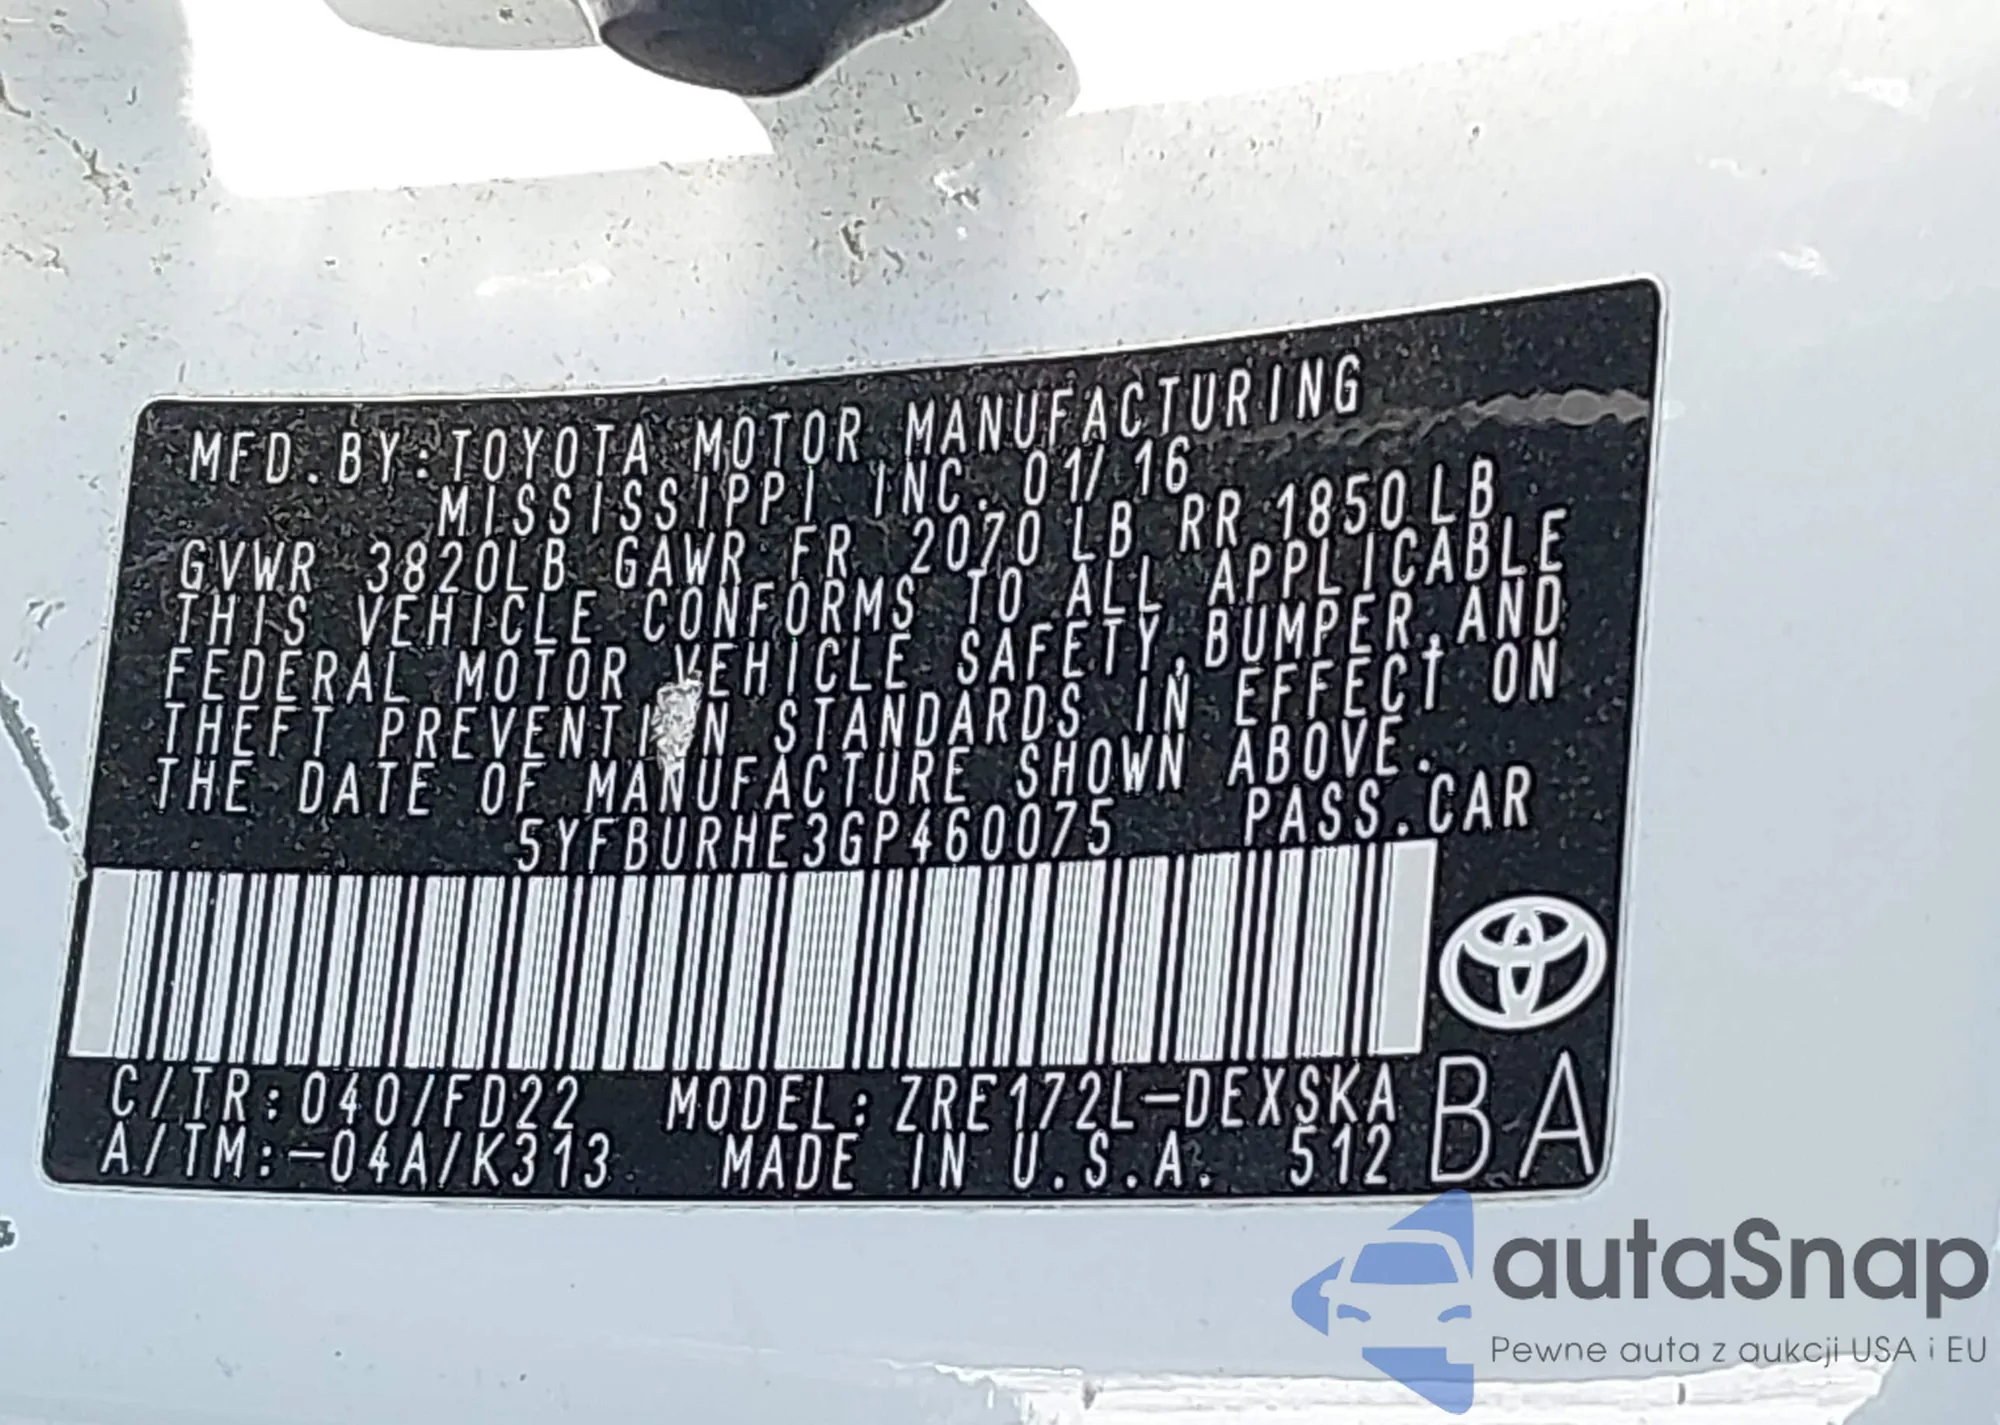 MFD.BY:TOYOTA MOTOR MANUFACTURING
MISSISSIPPI INC. 01/16
GVWR 3820LB GAWR FR 2070LB RR 1850LB
THIS VEHICLE CONFORMS TO ALL APPLICABLE
FEDERAL MOTOR VEHICLE SAFETY, BUMPER, AND
THEFT PREVENTI N STANDARDS IN EFFECT ON
THE DATE OF MANUFACTURE SHOWN ABOVE.
5YFBURHE3GP460075 PASS.CAR
C/TR:040/FD22 MODEL:ZRE172L-DEXSKA
A/TM:-04A/K313 MADE IN U.S.A. 512
BA
autaSnap
Pewne auta z aukcji USA i EU